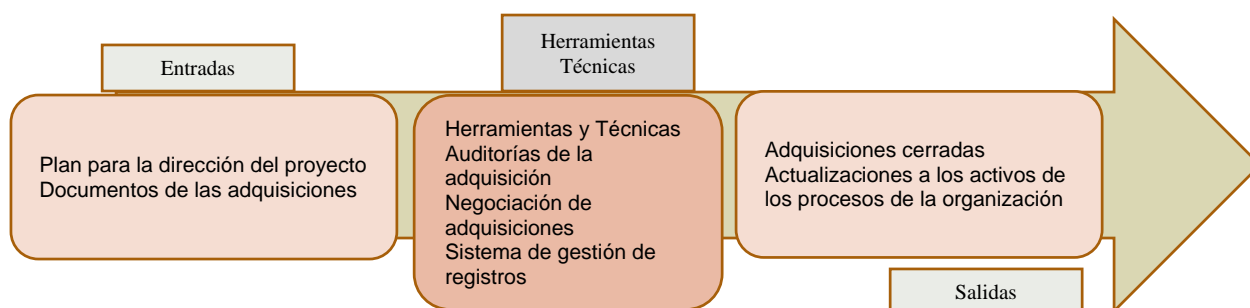 Entradas
Plan para la dirección del proyecto
Documentos de las adquisiciones
Herramientas
Técnicas
Herramientas y Técnicas
Auditorías de la
adquisición
Negociación de
adquisiciones
Sistema de gestión de
registros
Adquisiciones cerradas
Actualizaciones a los activos de
los procesos de la organización
Salidas